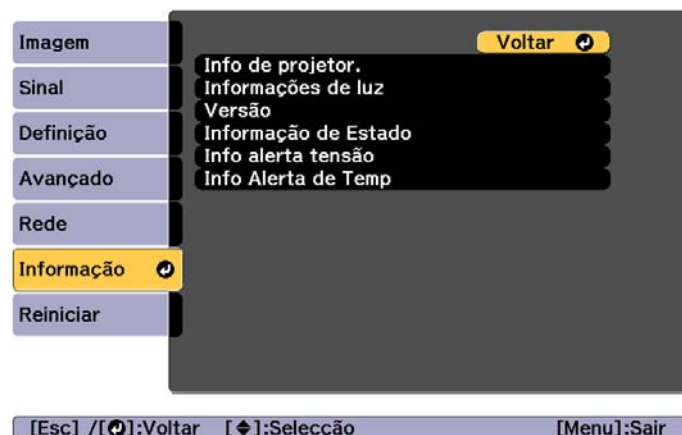 Imagem
Sinal
Definição
Avançado
Rede
Informação
Reiniciar
Voltar
Info de projetor.
Informações de luz
Versão
Informação de Estado
Info alerta tensão
Info Alerta de Temp
[Esc] /[ ]:Voltar [ ]:Selecção [Menu]:Sair